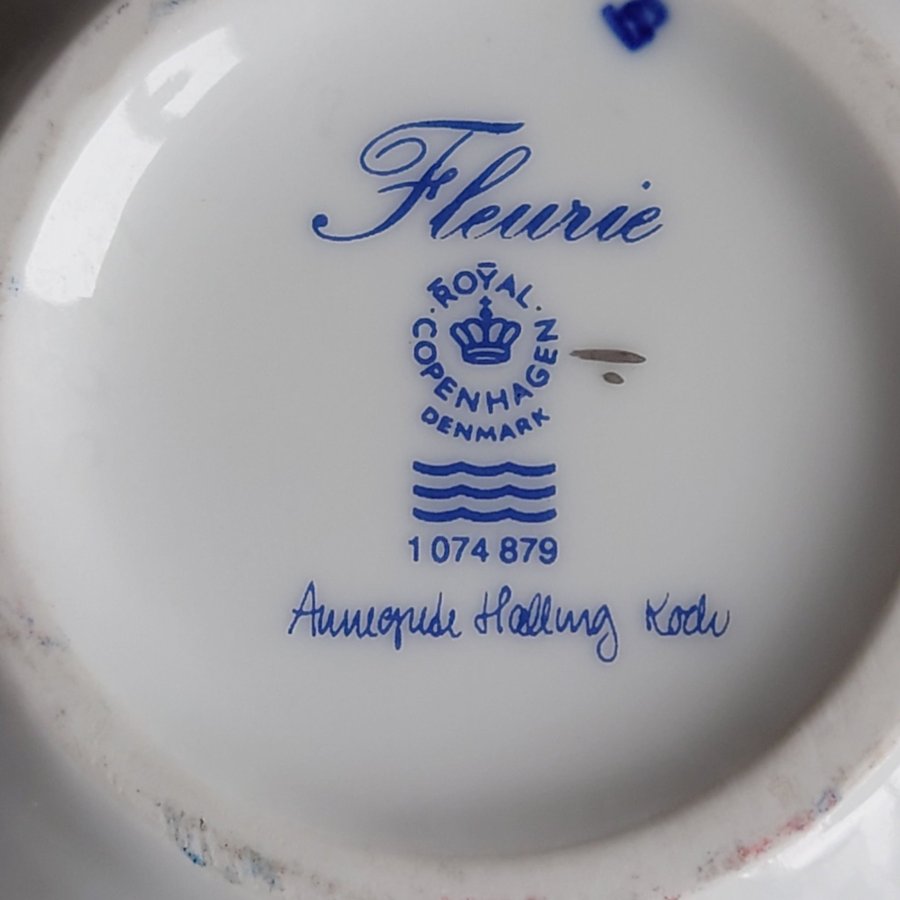 Fleurie
ROYAL
COPENHAGEN
DENMARK
1 074 879
Annegrete Halling Koch